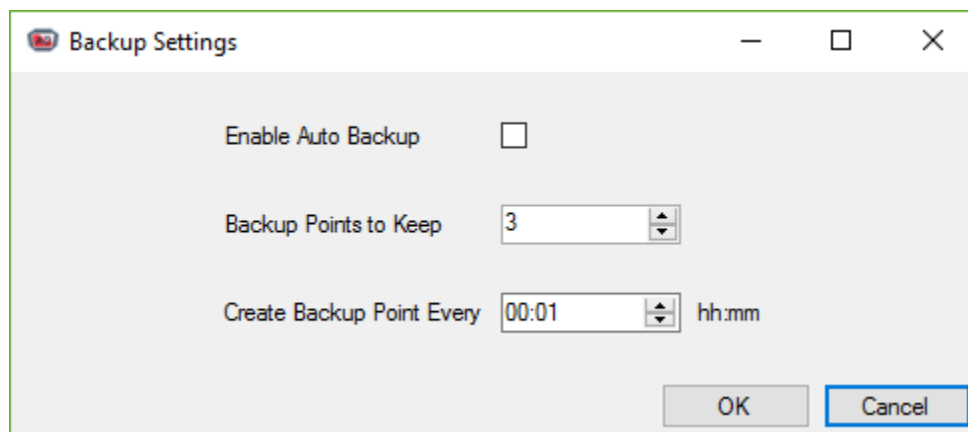 Backup Settings
Enable Auto Backup
Backup Points to Keep 3
Create Backup Point Every 00:01 hh:mm
OK Cancel